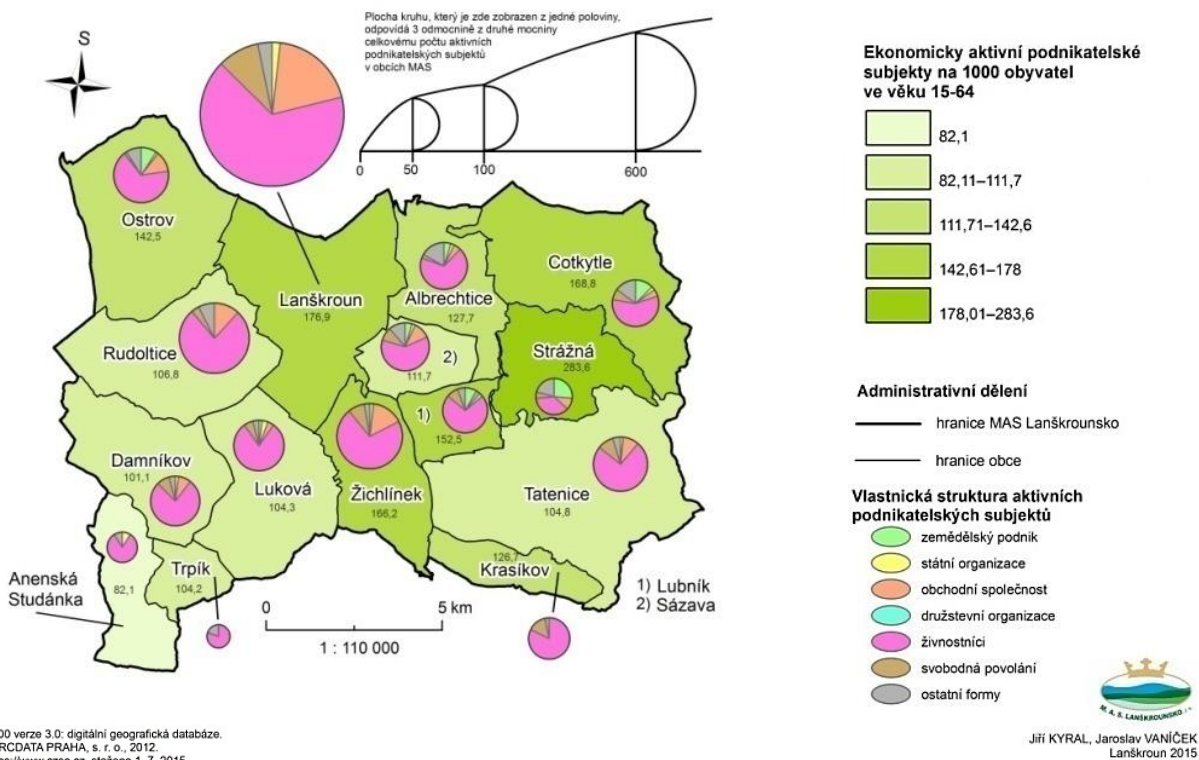 Plocha kruhu, který je zde zobrazen z jedné poloviny,
odpovídá 3 odmocnině z druhé mocniny
celkovému počtu aktivních
podnikatelských subjektů
v obcích MAS
0
50
100
600
S
Ostrov
142,5
Lanškroun
176,9
Albrechtice
127,7
Cotkytle
168,8
Rudoltice
106,8
2)
111,7
Strážná
283,6
1)
152,5
Damníkov
101,1
Luková
104,3
Žichlínek
166,2
Tatenice
104,8
Anenská
Studánka
82,1
Trpík
104,2
126,7
Krasíkov
1) Lubník
2) Sázava
0
5 km
1 : 110 000
Ekonomicky aktivní podnikatelské
subjekty na 1000 obyvatel
ve věku 15-64
82,1
82,11–111,7
111,71–142,6
142,61–178
178,01–283,6
Administrativní dělení
hranice MAS Lanškrounsko
hranice obce
Vlastnická struktura aktivních
podnikatelských subjektů
zemědělský podnik
státní organizace
obchodní společnost
družstevní organizace
živnostníci
svobodná povolání
ostatní formy
M. A. S. LANŠKROUNSKO
Jiří KYRAL, Jaroslav VANÍČEK
Lanškroun 2015
00 verze 3.0: digitální geografická databáze.
RCDATA PRAHA, s. r. o., 2012.